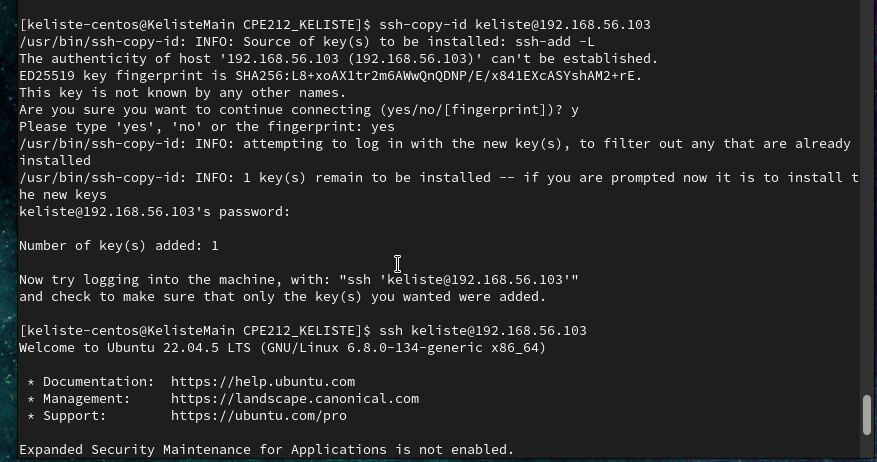 [keliste-centos@KelisteMain CPE212_KELISTE]$ ssh-copy-id keliste@192.168.56.103
/usr/bin/ssh-copy-id: INFO: Source of key(s) to be installed: ssh-add -L
The authenticity of host '192.168.56.103 (192.168.56.103)' can't be established.
ED25519 key fingerprint is SHA256:L8+xoAX1tr2m6AWwQnQDNP/E/x841EXcASYshAM2+rE.
This key is not known by any other names.
Are you sure you want to continue connecting (yes/no/[fingerprint])? y
Please type 'yes', 'no' or the fingerprint: yes
/usr/bin/ssh-copy-id: INFO: attempting to log in with the new key(s), to filter out any that are already
installed
/usr/bin/ssh-copy-id: INFO: 1 key(s) remain to be installed -- if you are prompted now it is to install t
he new keys
keliste@192.168.56.103's password:
Number of key(s) added: 1
Now try logging into the machine, with: "ssh 'keliste@192.168.56.103'"
and check to make sure that only the key(s) you wanted were added.
[keliste-centos@KelisteMain CPE212_KELISTE]$ ssh keliste@192.168.56.103
Welcome to Ubuntu 22.04.5 LTS (GNU/Linux 6.8.0-134-generic x86_64)
* Documentation: https://help.ubuntu.com
* Management: https://landscape.canonical.com
* Support: https://ubuntu.com/pro
Expanded Security Maintenance for Applications is not enabled.